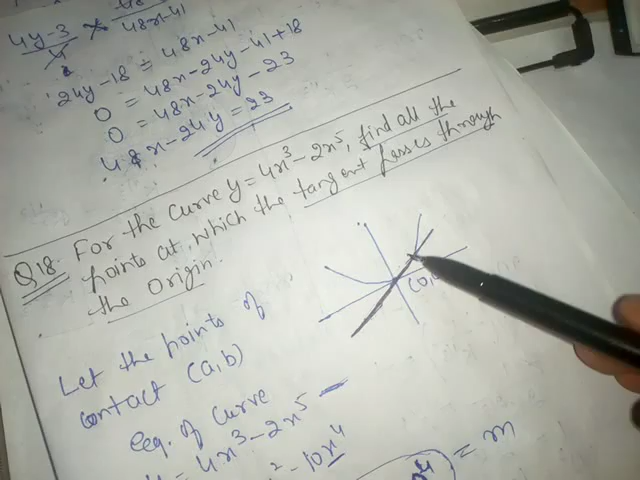 4y-3 × 48x-41
24y-18 = 48x-41
0 = 48x-24y-41+18
0 = 48x-24y-23
48x-24y = 23
Q18. For the curve y = 4x³-2x⁵, find all the
points at which the tangent passes through
the origin.
Let the points of
contact (a,b)
eq. of curve
4x³-2x⁵
-10x⁴
= m